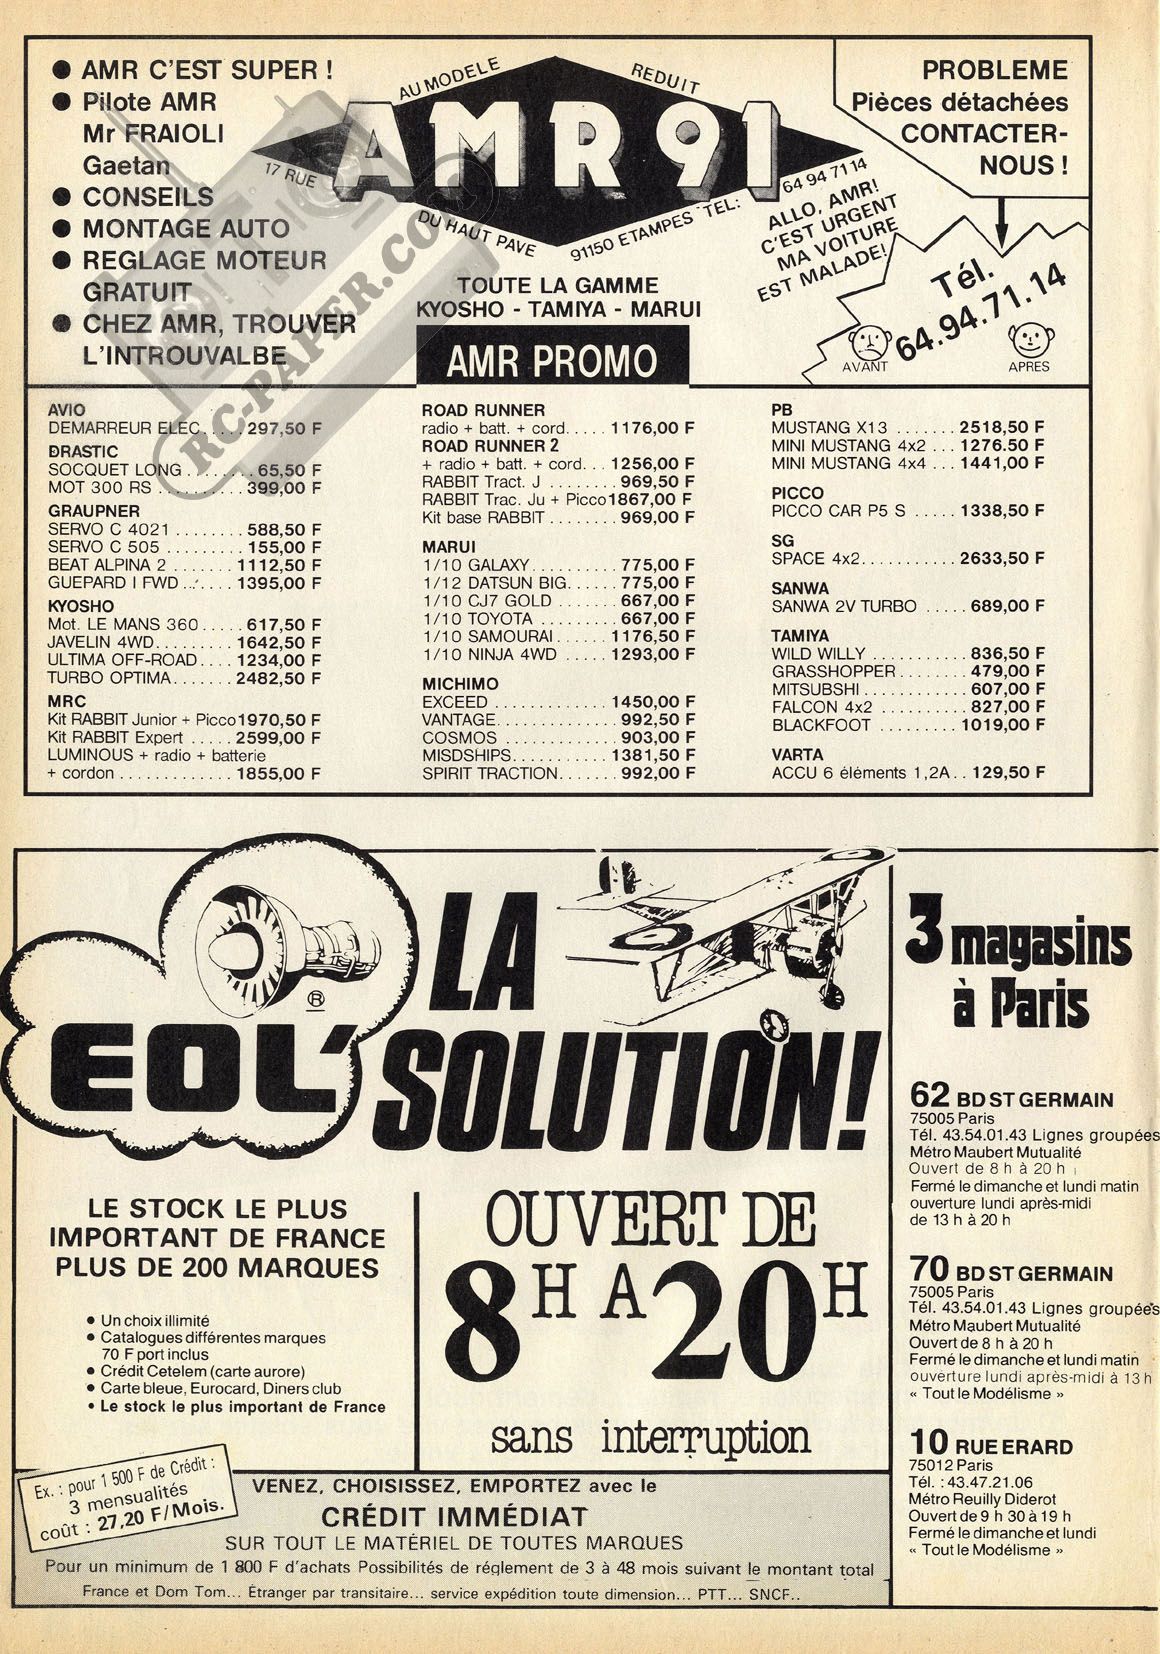 ● AMR C'EST SUPER !
● Pilote AMR
Mr FRAIOLI
Gaetan
● CONSEILS
● MONTAGE AUTO
● REGLAGE MOTEUR
GRATUIT
● CHEZ AMR, TROUVER
L'INTROUVALBE
AU MODELE REDUIT
AMR 91
17 RUE DU HAUT PAVE
91150 ETAMPES TEL: 64 94 71 14
TOUTE LA GAMME
KYOSHO - TAMIYA - MARUI
AMR PROMO
PROBLEME
Pièces détachées
CONTACTER-
NOUS !
ALLO, AMR!
C'EST URGENT
MA VOITURE
EST MALADE!
Tél.
64.94.71.14
AVANT
APRES
RC-PAPER.COM
AVIO
DEMARREUR ELEC..... 297,50 F
DRASTIC
SOCQUET LONG ........ 65,50 F
MOT 300 RS .......... 399,00 F
GRAUPNER
SERVO C 4021 ........ 588,50 F
SERVO C 505 ......... 155,00 F
BEAT ALPINA 2 ....... 1112,50 F
GUEPARD I FWD ....... 1395,00 F
KYOSHO
Mot. LE MANS 360 ..... 617,50 F
JAVELIN 4WD.......... 1642,50 F
ULTIMA OFF-ROAD.... 1234,00 F
TURBO OPTIMA....... 2482,50 F
MRC
Kit RABBIT Junior + Picco1970,50 F
Kit RABBIT Expert ..... 2599,00 F
LUMINOUS + radio + batterie
+ cordon ............ 1855,00 F
ROAD RUNNER
radio + batt. + cord..... 1176,00 F
ROAD RUNNER 2
+ radio + batt. + cord... 1256,00 F
RABBIT Tract. J ........ 969,50 F
RABBIT Trac. Ju + Picco1867,00 F
Kit base RABBIT ........ 969,00 F
MARUI
1/10 GALAXY........... 775,00 F
1/12 DATSUN BIG...... 775,00 F
1/10 CJ7 GOLD ....... 667,00 F
1/10 TOYOTA ......... 667,00 F
1/10 SAMOURAI...... 1176,50 F
1/10 NINJA 4WD ..... 1293,00 F
MICHIMO
EXCEED ............. 1450,00 F
VANTAGE............. 992,50 F
COSMOS ............. 903,00 F
MISDSHIPS........... 1381,50 F
SPIRIT TRACTION...... 992,00 F
PB
MUSTANG X13 ....... 2518,50 F
MINI MUSTANG 4x2 ... 1276.50 F
MINI MUSTANG 4x4 ... 1441,00 F
PICCO
PICCO CAR P5 S ..... 1338,50 F
SG
SPACE 4x2........... 2633,50 F
SANWA
SANWA 2V TURBO ..... 689,00 F
TAMIYA
WILD WILLY .......... 836,50 F
GRASSHOPPER........ 479,00 F
MITSUBSHI............ 607,00 F
FALCON 4x2 .......... 827,00 F
BLACKFOOT ......... 1019,00 F
VARTA
ACCU 6 éléments 1,2A.. 129,50 F
EOL' ®
LA
SOLUTION!
LE STOCK LE PLUS
IMPORTANT DE FRANCE
PLUS DE 200 MARQUES
● Un choix illimité
● Catalogues différentes marques
70 F port inclus
● Crédit Cetelem (carte aurore)
● Carte bleue, Eurocard, Diners club
• Le stock le plus important de France
OUVERT DE
8H A 20H
sans interruption
Ex. : pour 1 500 F de Crédit :
3 mensualités
coût : 27,20 F/Mois.
VENEZ, CHOISISSEZ, EMPORTEZ avec le
CRÉDIT IMMÉDIAT
SUR TOUT LE MATÉRIEL DE TOUTES MARQUES
Pour un minimum de 1 800 F d'achats Possibilités de réglement de 3 à 48 mois suivant le montant total
France et Dom Tom... Étranger par transitaire... service expédition toute dimension... PTT... SNCF..
3 magasins
à Paris
62 BD ST GERMAIN
75005 Paris
Tél. 43.54.01.43 Lignes groupées
Métro Maubert Mutualité
Ouvert de 8 h à 20 h
Fermé le dimanche et lundi matin
ouverture lundi après-midi
de 13 h à 20 h
70 BD ST GERMAIN
75005 Paris
Tél. 43.54.01.43 Lignes groupées
Métro Maubert Mutualité
Ouvert de 8 h à 20 h
Fermé le dimanche et lundi matin
ouverture lundi après-midi à 13 h
« Tout le Modélisme »
10 RUE ERARD
75012 Paris
Tél. : 43.47.21.06
Métro Reuilly Diderot
Ouvert de 9 h 30 à 19 h
Fermé le dimanche et lundi
« Tout le Modélisme »